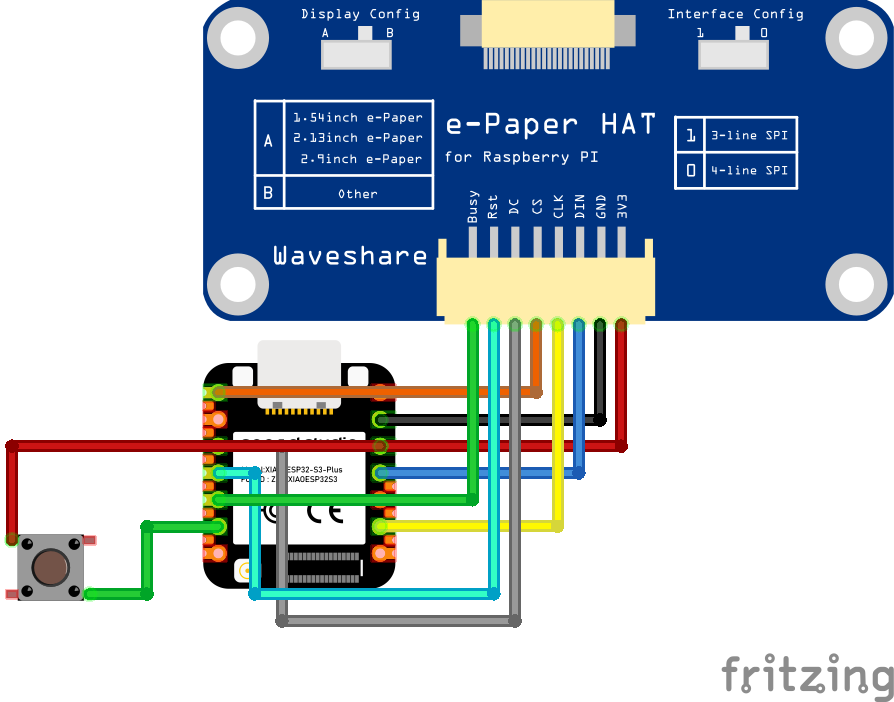 Display Config
A B
Interface Config
1 0
A
1.54inch e-Paper
2.13inch e-Paper
2.9inch e-Paper
B
Other
e-Paper HAT
for Raspberry PI
1 3-line SPI
0 4-line SPI
Busy
Rst
DC
CS
CLK
DIN
GND
3V3
Waveshare
ESP32-S3-Plus
XIAOESP32S3
CE
fritzing